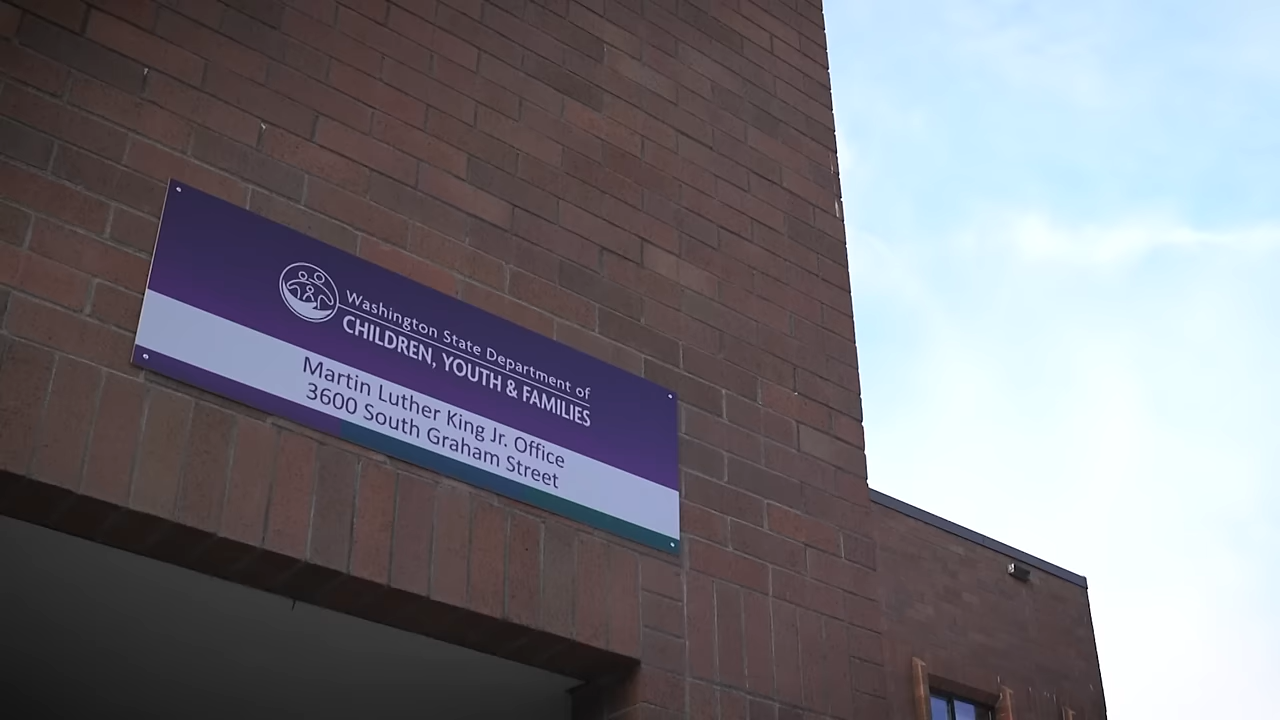 Washington State Department of
CHILDREN, YOUTH & FAMILIES
Martin Luther King Jr. Office
3600 South Graham Street